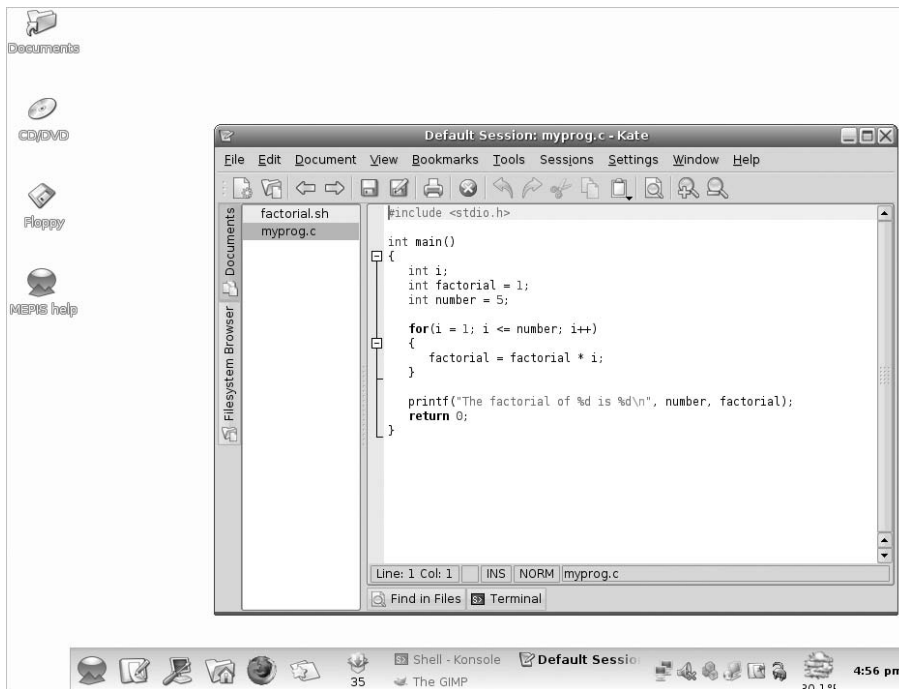 Documents
CD/DVD
Floppy
MEPIS help
Default Session: myprog.c - Kate
File Edit Document View Bookmarks Tools Sessions Settings Window Help
Documents
Filesystem Browser
factorial.sh
myprog.c
#include <stdio.h>
int main()
{
int i;
int factorial = 1;
int number = 5;
for(i = 1; i <= number; i++)
{
factorial = factorial * i;
}
printf("The factorial of %d is %d\n", number, factorial);
return 0;
}
Line: 1 Col: 1 INS NORM myprog.c
Find in Files Terminal
35
Shell - Konsole
The GIMP
Default Sessio
4:56 pm